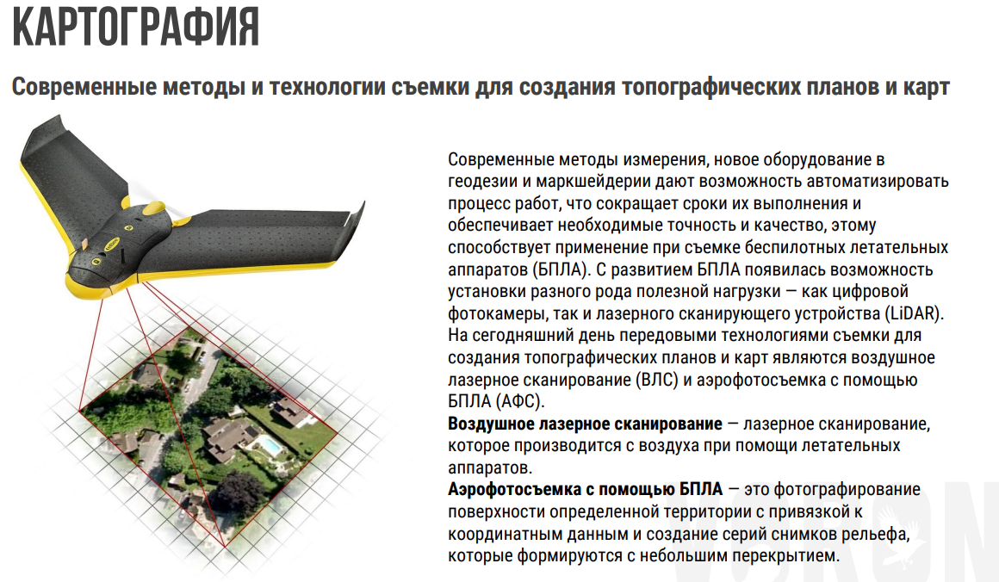 КАРТОГРАФИЯ
Современные методы и технологии съемки для создания топографических планов и карт
Современные методы измерения, новое оборудование в
геодезии и маркшейдерии дают возможность автоматизировать
процесс работ, что сокращает сроки их выполнения и
обеспечивает необходимые точность и качество, этому
способствует применение при съемке беспилотных летательных
аппаратов (БПЛА). С развитием БПЛА появилась возможность
установки разного рода полезной нагрузки — как цифровой
фотокамеры, так и лазерного сканирующего устройства (LiDAR).
На сегодняшний день передовыми технологиями съемки для
создания топографических планов и карт являются воздушное
лазерное сканирование (ВЛС) и аэрофотосъемка с помощью
БПЛА (АФС).
Воздушное лазерное сканирование — лазерное сканирование,
которое производится с воздуха при помощи летательных
аппаратов.
Аэрофотосъемка с помощью БПЛА — это фотографирование
поверхности определенной территории с привязкой к
координатным данным и создание серий снимков рельефа,
которые формируются с небольшим перекрытием.
VORON